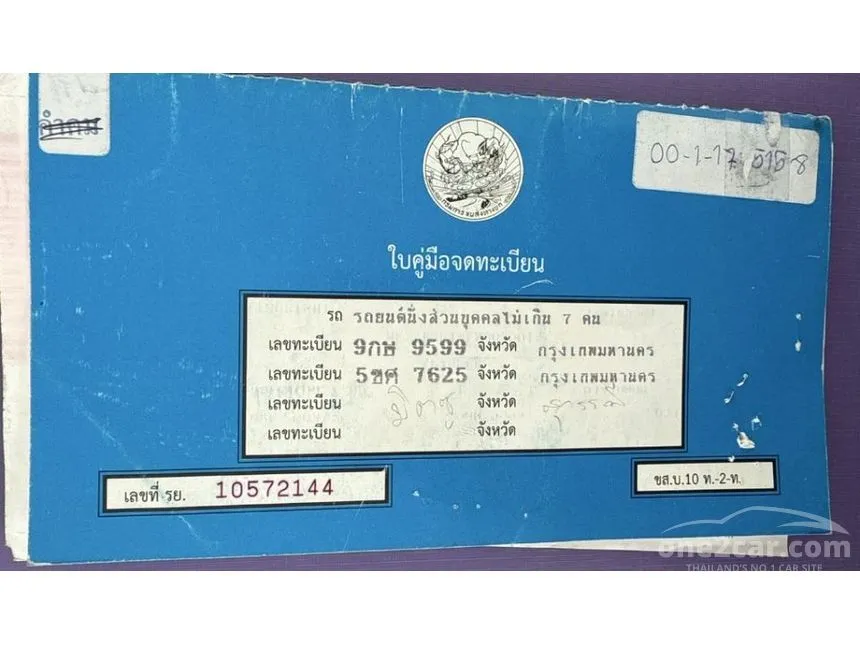 00-1-17
ใบคู่มือจดทะเบียน
รถ รถยนต์นั่งส่วนบุคคลไม่เกิน 7 คน
เลขทะเบียน 9กษ 9599 จังหวัด กรุงเทพมหานคร
เลขทะเบียน 5ขศ 7625 จังหวัด กรุงเทพมหานคร
เลขทะเบียน จังหวัด
เลขทะเบียน จังหวัด
เลขที่ รย. 10572144
ขส.บ.10 ท.-2-ท.
one2car.com
THAILAND'S NO.1 CAR SITE